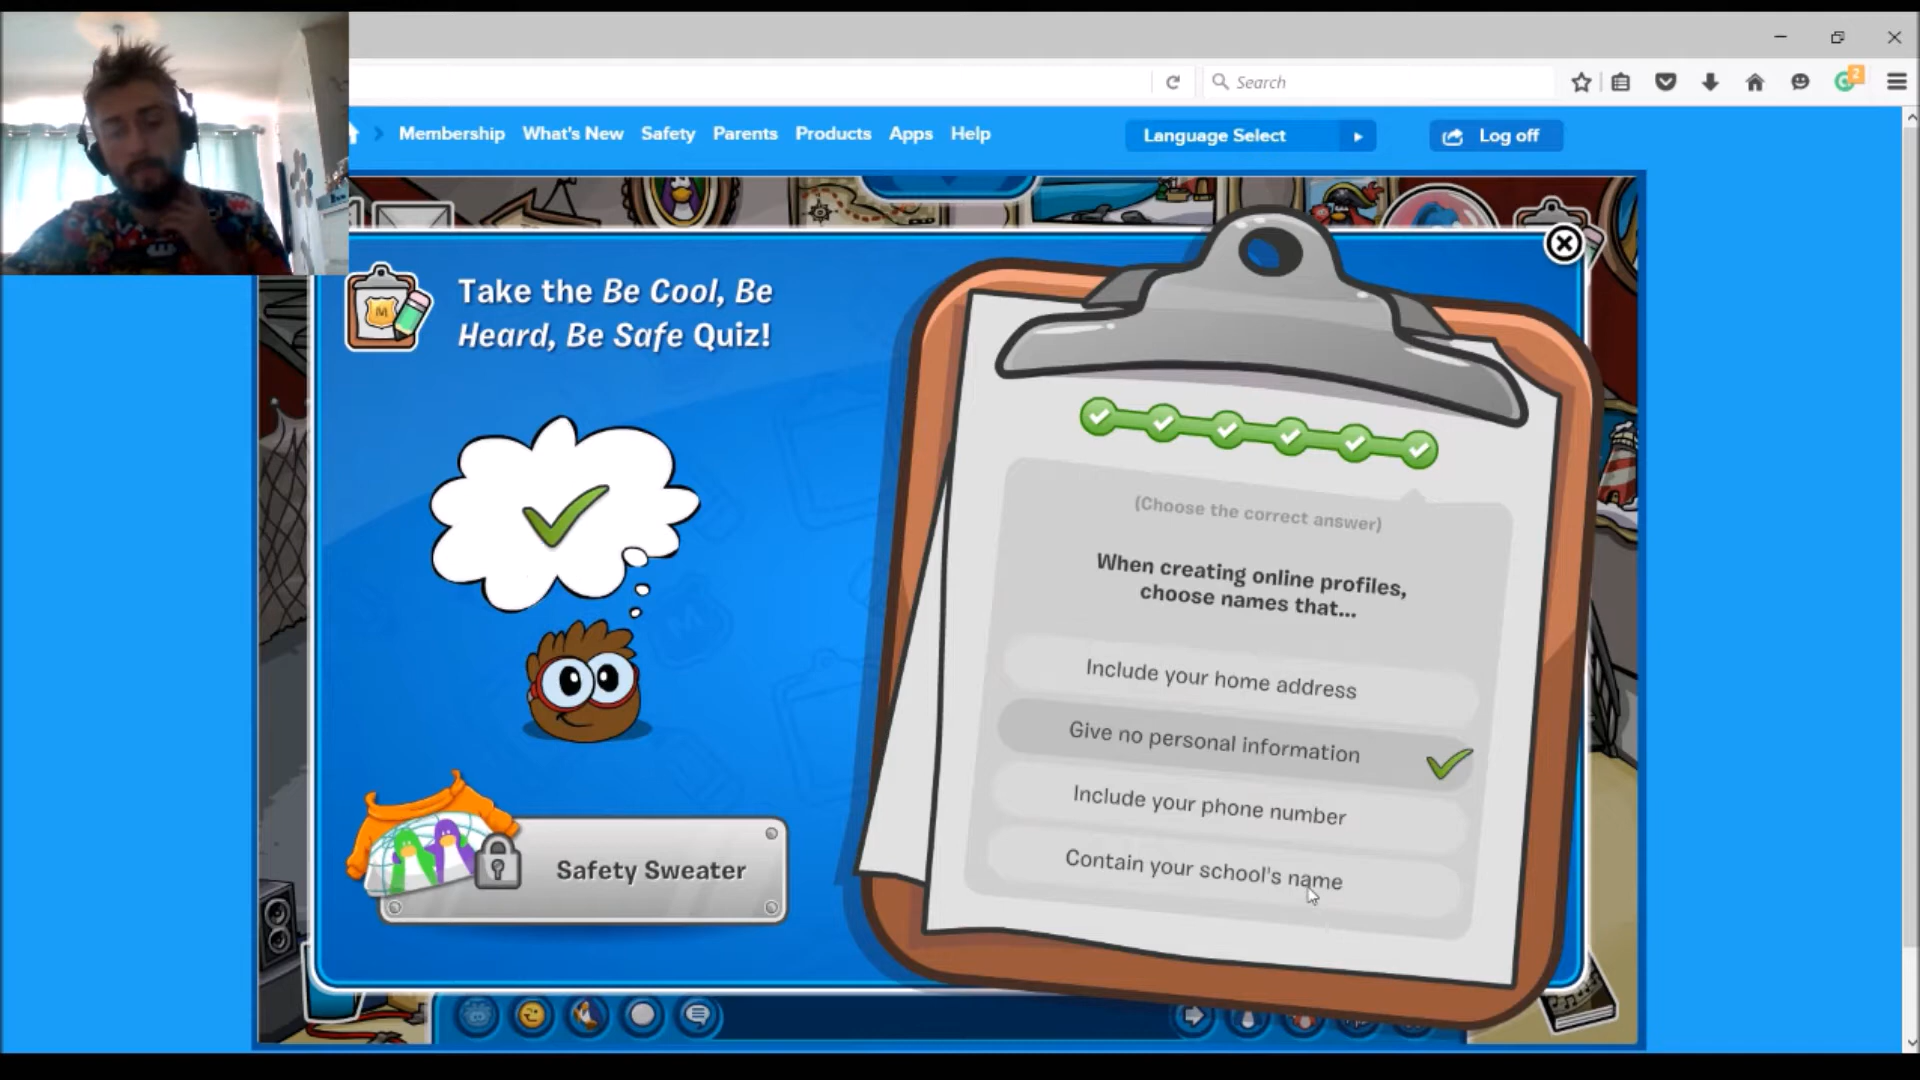 Search
2
Membership What's New Safety Parents Products Apps Help
Language Select
Log off
Take the Be Cool, Be
Heard, Be Safe Quiz!
M
(Choose the correct answer)
When creating online profiles,
choose names that...
Include your home address
Give no personal information
Include your phone number
Contain your school's name
Safety Sweater